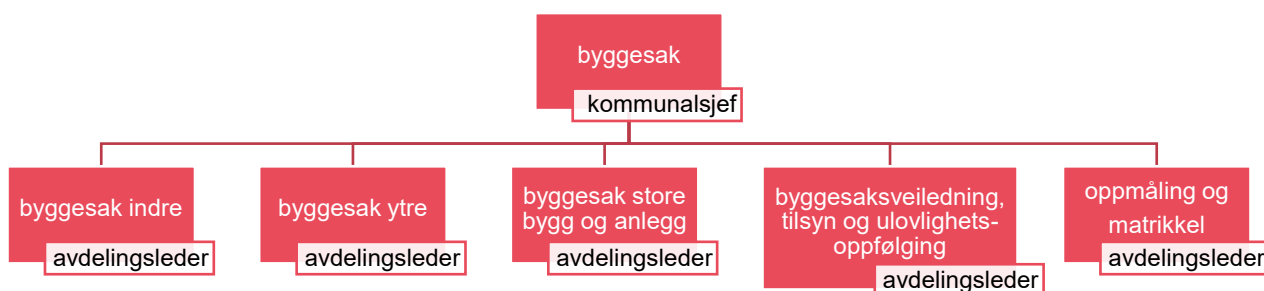 byggesak
kommunalsjef
byggesak indre
avdelingsleder
byggesak ytre
avdelingsleder
byggesak store
bygg og anlegg
avdelingsleder
byggesaksveiledning,
tilsyn og ulovlighets-
oppfølging
avdelingsleder
oppmåling og
matrikkel
avdelingsleder